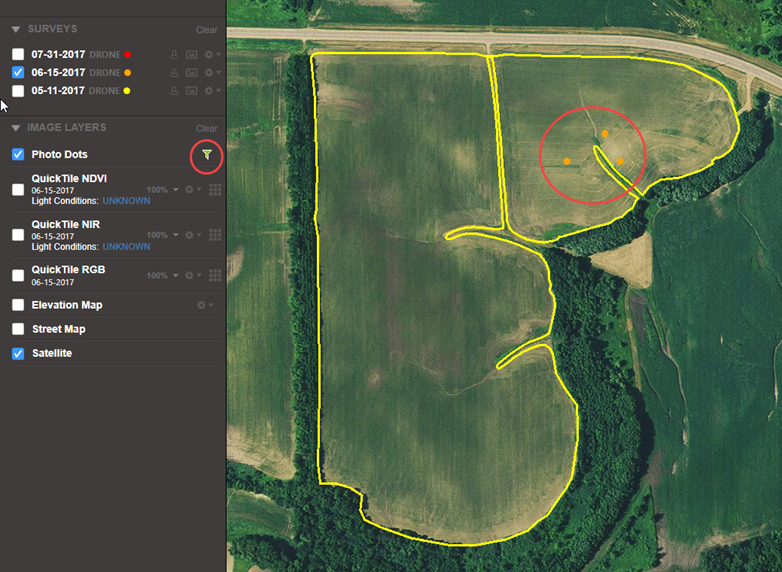 SURVEYS Clear
07-31-2017 DRONE
06-15-2017 DRONE
05-11-2017 DRONE
IMAGE LAYERS Clear
Photo Dots
QuickTile NDVI
06-15-2017 100%
Light Conditions: UNKNOWN
QuickTile NIR
06-15-2017 100%
Light Conditions: UNKNOWN
QuickTile RGB
06-15-2017 100%
Elevation Map
Street Map
Satellite